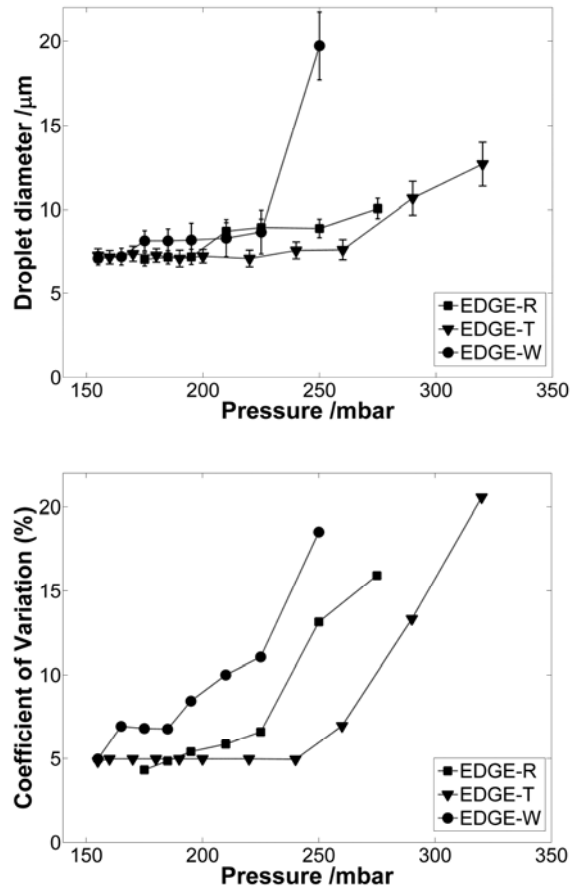 20
15
10
5
0
Droplet diameter /μm
EDGE-R
EDGE-T
EDGE-W
150 200 250 300 350
Pressure /mbar
20
15
10
5
0
Coefficient of Variation (%)
EDGE-R
EDGE-T
EDGE-W
150 200 250 300 350
Pressure /mbar